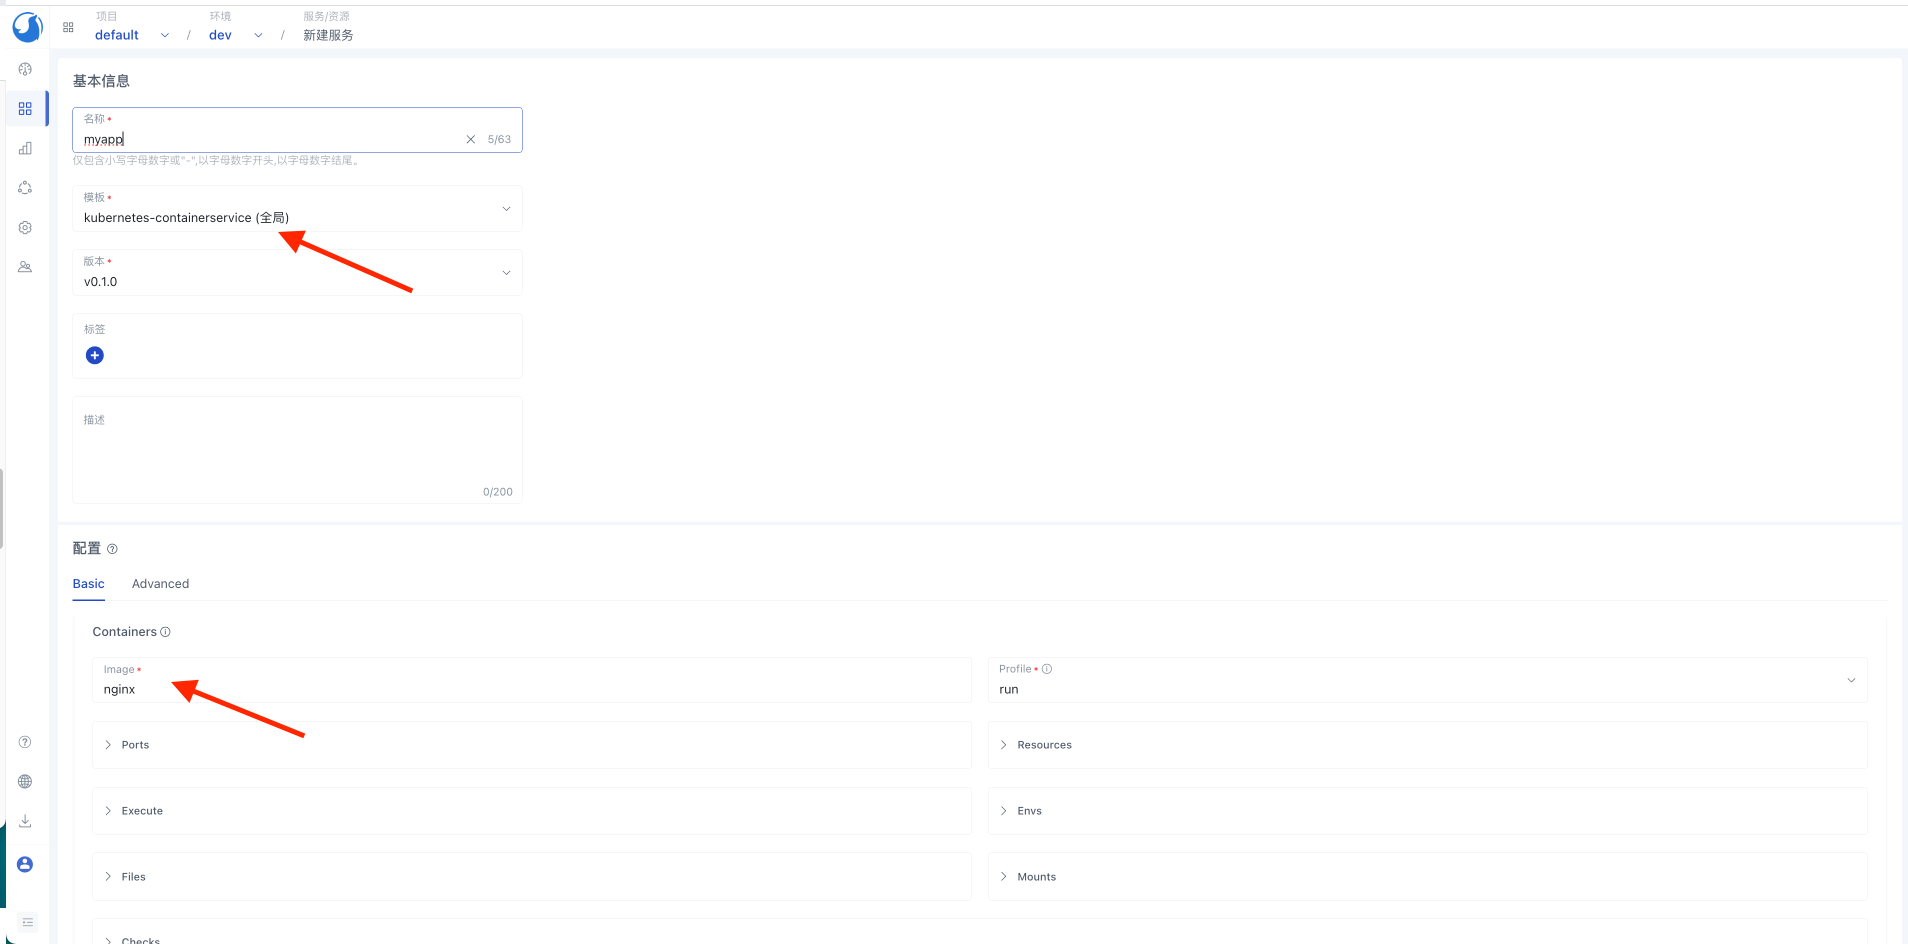 项目 环境 服务/资源
default / dev / 新建服务
基本信息
名称 *
myapp 5/63
仅包含小写字母数字或"-",以字母数字开头,以字母数字结尾。
模板 *
kubernetes-containerservice (全局)
版本 *
v0.1.0
标签
描述
0/200
配置
Basic Advanced
Containers
Image * Profile *
nginx run
Ports Resources
Execute Envs
Files Mounts
Checks